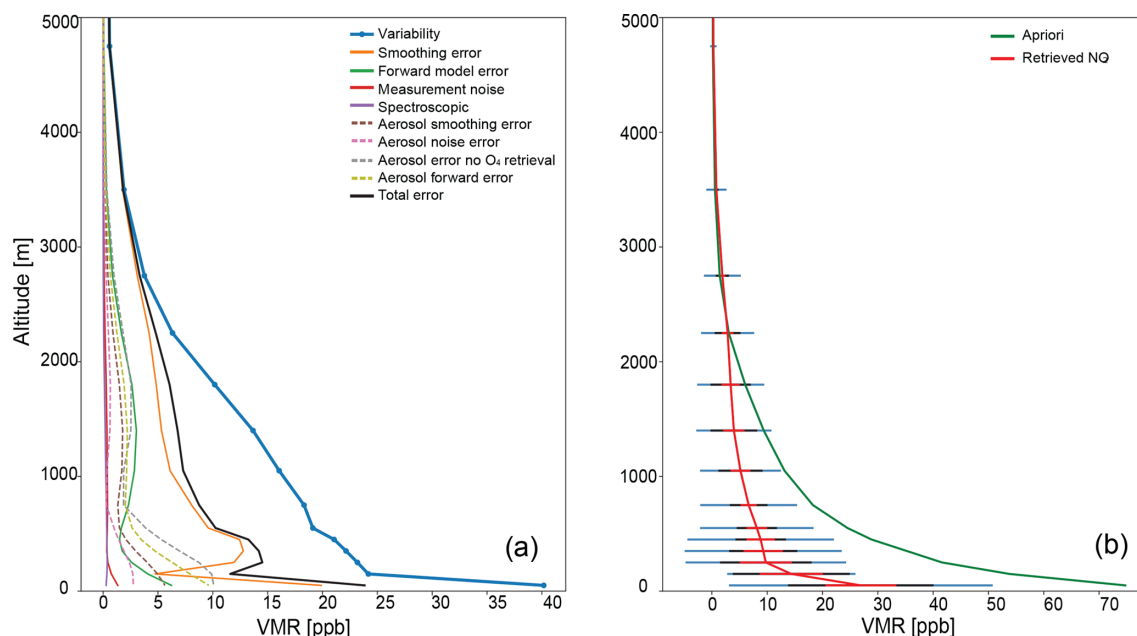 5000
4000
3000
2000
1000
0
Altitude [m]
Variability
Smoothing error
Forward model error
Measurement noise
Spectroscopic
Aerosol smoothing error
Aerosol noise error
Aerosol error no O₄ retrieval
Aerosol forward error
Total error
(a)
0 5 10 15 20 25 30 35 40
VMR [ppb]
5000
4000
3000
2000
1000
0
Apriori
Retrieved NO₂
(b)
0 10 20 30 40 50 60 70
VMR [ppb]